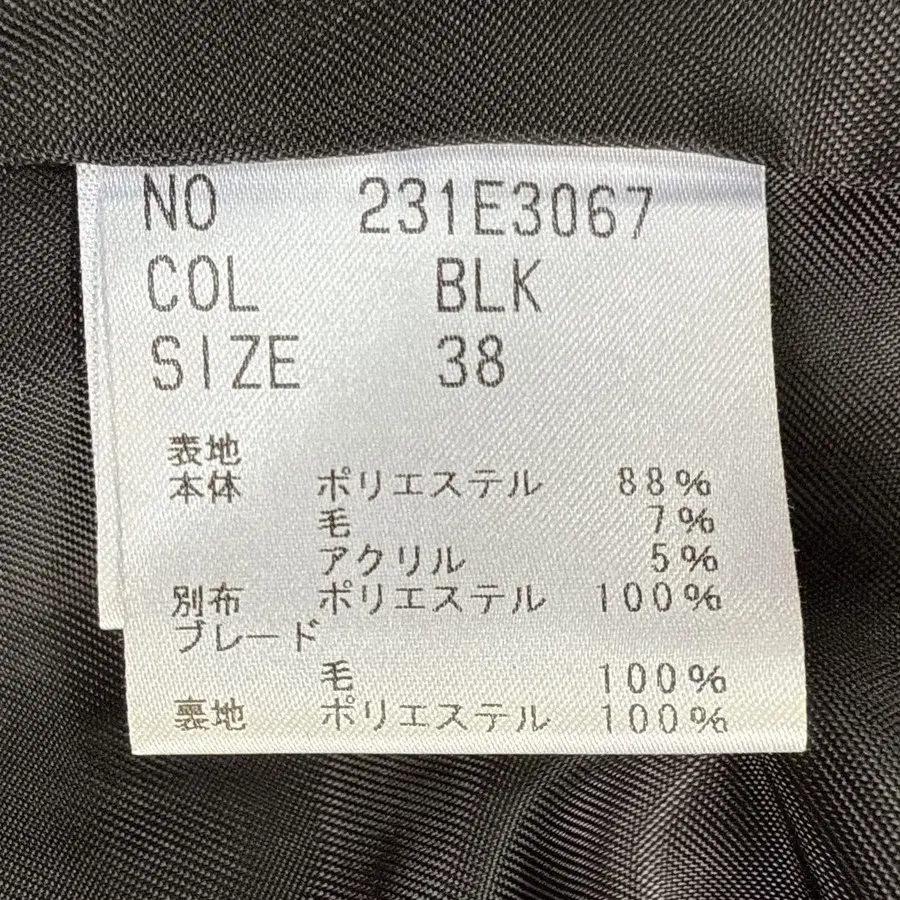 NO 231E3067
COL BLK
SIZE 38
表地
本体 ポリエステル 88%
毛 7%
アクリル 5%
別布 ポリエステル 100%
ブレード
毛 100%
裏地 ポリエステル 100%